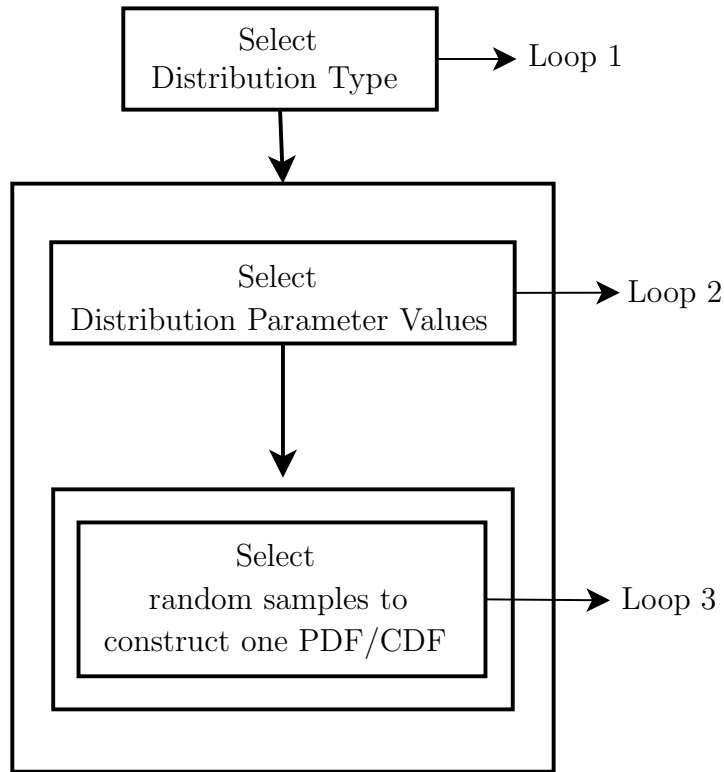 Select
Distribution Type
Loop 1
Select
Distribution Parameter Values
Loop 2
Select
random samples to
construct one PDF/CDF
Loop 3